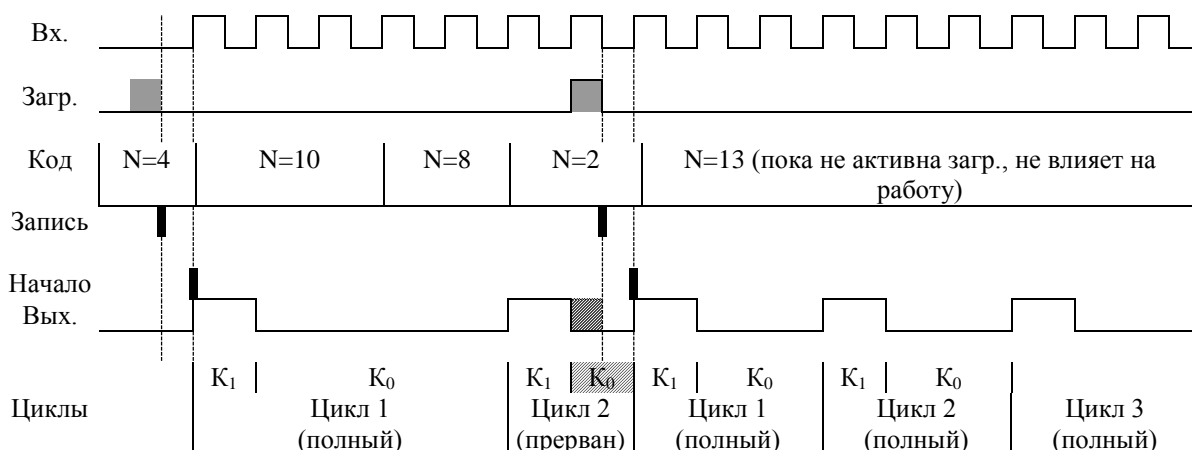 Вх.
Загр.
Код N=4 N=10 N=8 N=2 N=13 (пока не активна загр., не влияет на
работу)
Запись
Начало
Вых.
K₁ K₀ K₁ K₀ K₁ K₀ K₁ K₀
Циклы Цикл 1 Цикл 2 Цикл 1 Цикл 2 Цикл 3
(полный) (прерван) (полный) (полный) (полный)